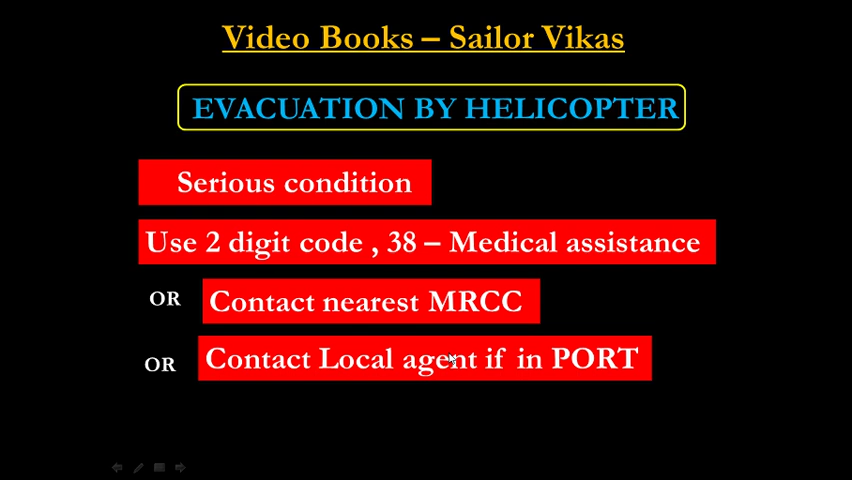 Video Books – Sailor Vikas
EVACUATION BY HELICOPTER
Serious condition
Use 2 digit code , 38 – Medical assistance
OR Contact nearest MRCC
OR Contact Local agent if in PORT